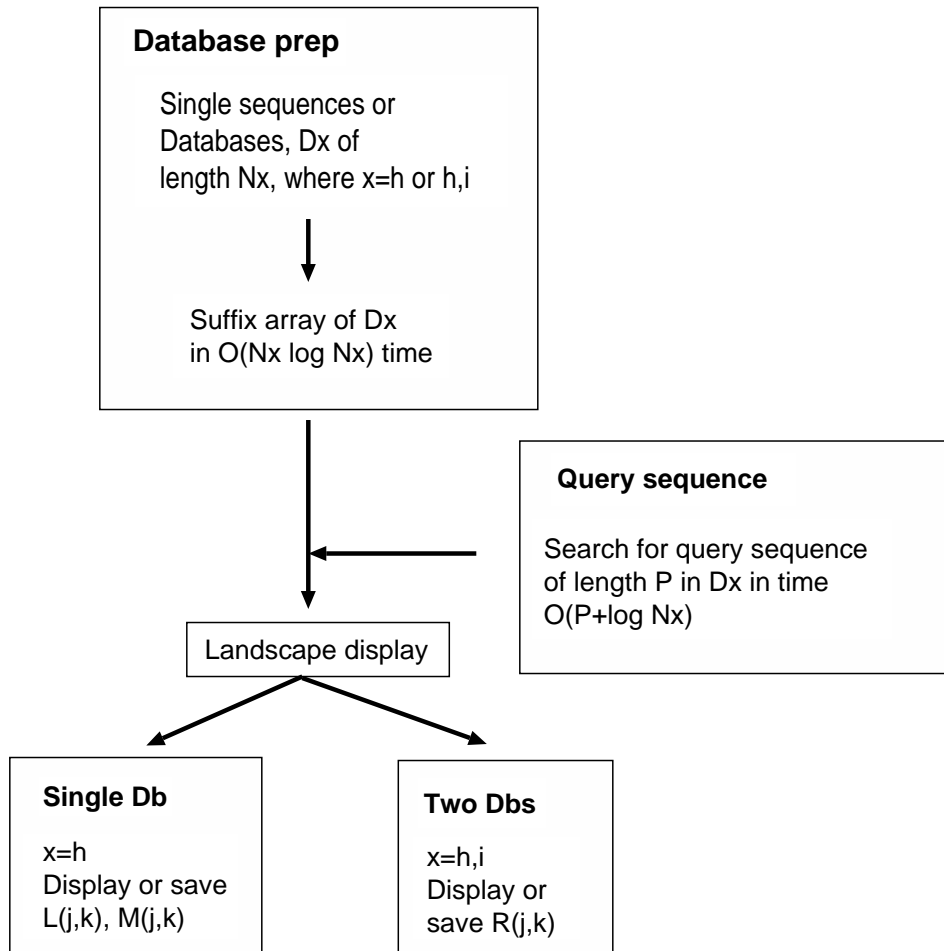 Database prep
Single sequences or
Databases, Dx of
length Nx, where x=h or h,i
Suffix array of Dx
in O(Nx log Nx) time
Query sequence
Search for query sequence
of length P in Dx in time
O(P+log Nx)
Landscape display
Single Db
x=h
Display or save
L(j,k), M(j,k)
Two Dbs
x=h,i
Display or
save R(j,k)